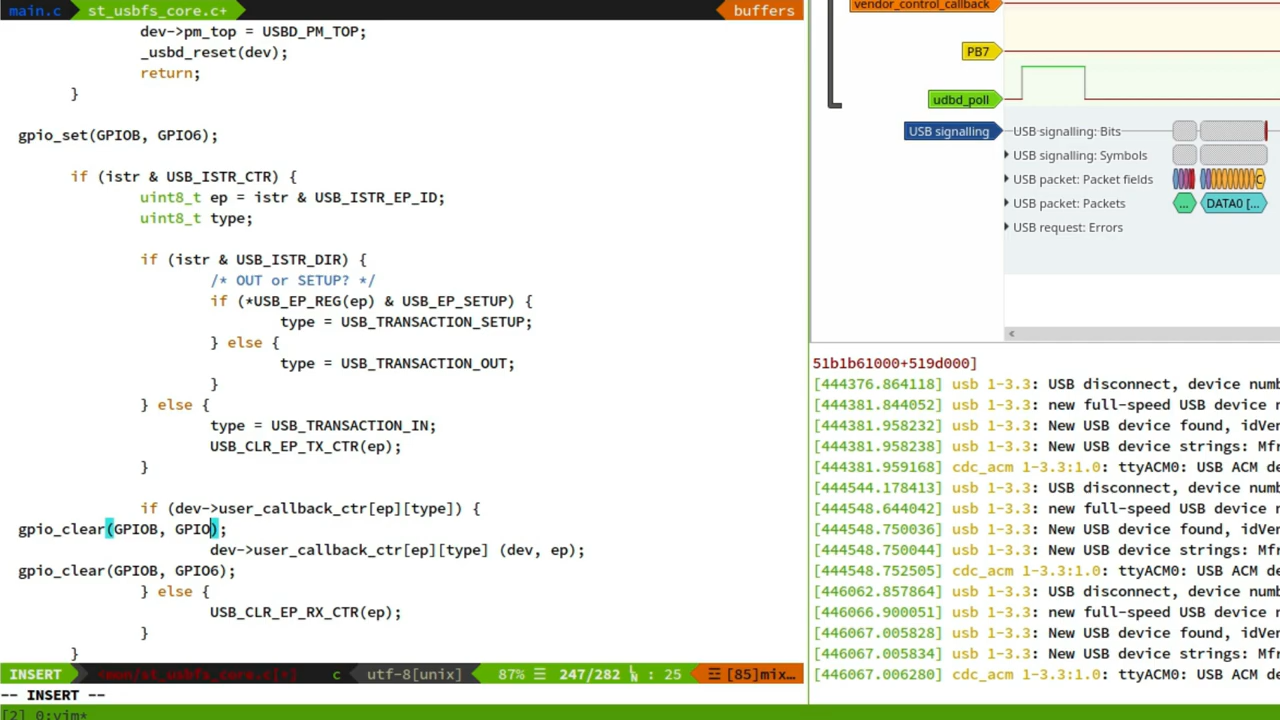 main.c st_usbfs_core.c+ buffers
dev->pm_top = USBD_PM_TOP;
_usbd_reset(dev);
return;
}
gpio_set(GPIOB, GPIO6);
if (istr & USB_ISTR_CTR) {
uint8_t ep = istr & USB_ISTR_EP_ID;
uint8_t type;
if (istr & USB_ISTR_DIR) {
/* OUT or SETUP? */
if (*USB_EP_REG(ep) & USB_EP_SETUP) {
type = USB_TRANSACTION_SETUP;
} else {
type = USB_TRANSACTION_OUT;
}
} else {
type = USB_TRANSACTION_IN;
USB_CLR_EP_TX_CTR(ep);
}
if (dev->user_callback_ctr[ep][type]) {
gpio_clear(GPIOB, GPIO);
dev->user_callback_ctr[ep][type] (dev, ep);
gpio_clear(GPIOB, GPIO6);
} else {
USB_CLR_EP_RX_CTR(ep);
}
}
INSERT <mon/st_usbfs_core.c[+] c utf-8[unix] 87% ☰ 247/282 : 25 ☲ [85]mix…
-- INSERT --
[2] 0:vim*
vendor_control_callback
PB7
udbd_poll
USB signalling
USB signalling: Bits
USB signalling: Symbols
USB packet: Packet fields
C
USB packet: Packets
... DATA0 [...
USB request: Errors
51b1b61000+519d000]
[444376.864118] usb 1-3.3: USB disconnect, device num
[444381.844052] usb 1-3.3: new full-speed USB device n
[444381.958232] usb 1-3.3: New USB device found, idVer
[444381.958238] usb 1-3.3: New USB device strings: Mfr
[444381.959168] cdc_acm 1-3.3:1.0: ttyACM0: USB ACM de
[444544.178413] usb 1-3.3: USB disconnect, device num
[444548.644042] usb 1-3.3: new full-speed USB device n
[444548.750036] usb 1-3.3: New USB device found, idVer
[444548.750044] usb 1-3.3: New USB device strings: Mfr
[444548.752505] cdc_acm 1-3.3:1.0: ttyACM0: USB ACM de
[446062.857864] usb 1-3.3: USB disconnect, device num
[446066.900051] usb 1-3.3: new full-speed USB device n
[446067.005828] usb 1-3.3: New USB device found, idVer
[446067.005834] usb 1-3.3: New USB device strings: Mfr
[446067.006280] cdc_acm 1-3.3:1.0: ttyACM0: USB ACM de